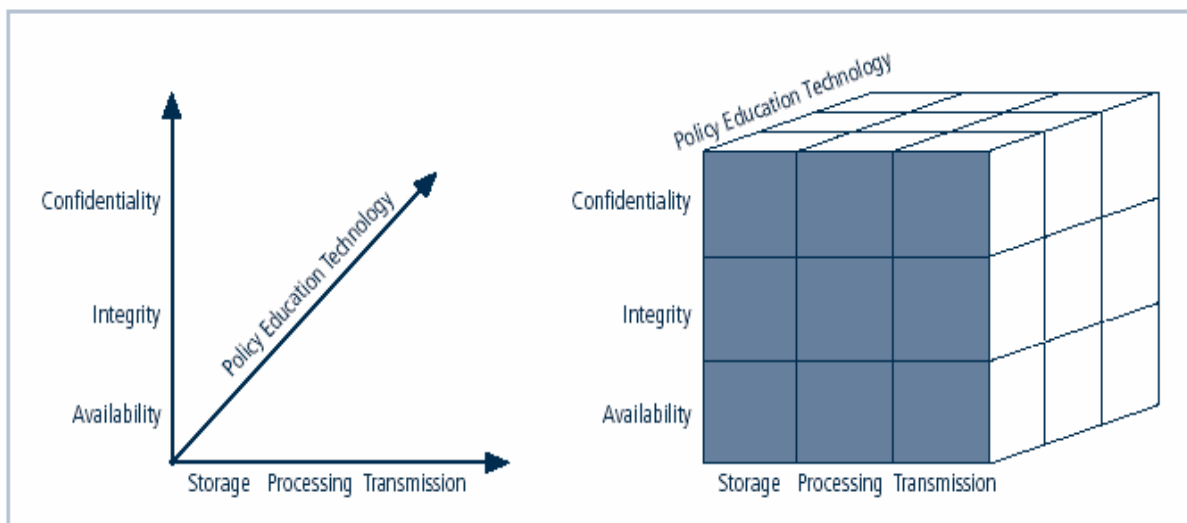 Confidentiality
Integrity
Availability
Policy Education Technology
Storage Processing Transmission
Policy Education Technology
Confidentiality
Integrity
Availability
Storage Processing Transmission